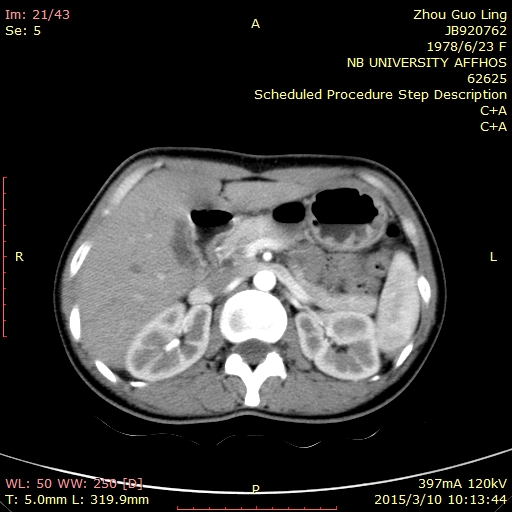 Im: 21/43
Se: 5
A
Zhou Guo Ling
JB920762
1978/6/23 F
NB UNIVERSITY AFFHOS
62625
Scheduled Procedure Step Description
C+A
C+A
R
L
WL: 50 WW: 250 [D]
T: 5.0mm L: 319.9mm
P
397mA 120kV
2015/3/10 10:13:44